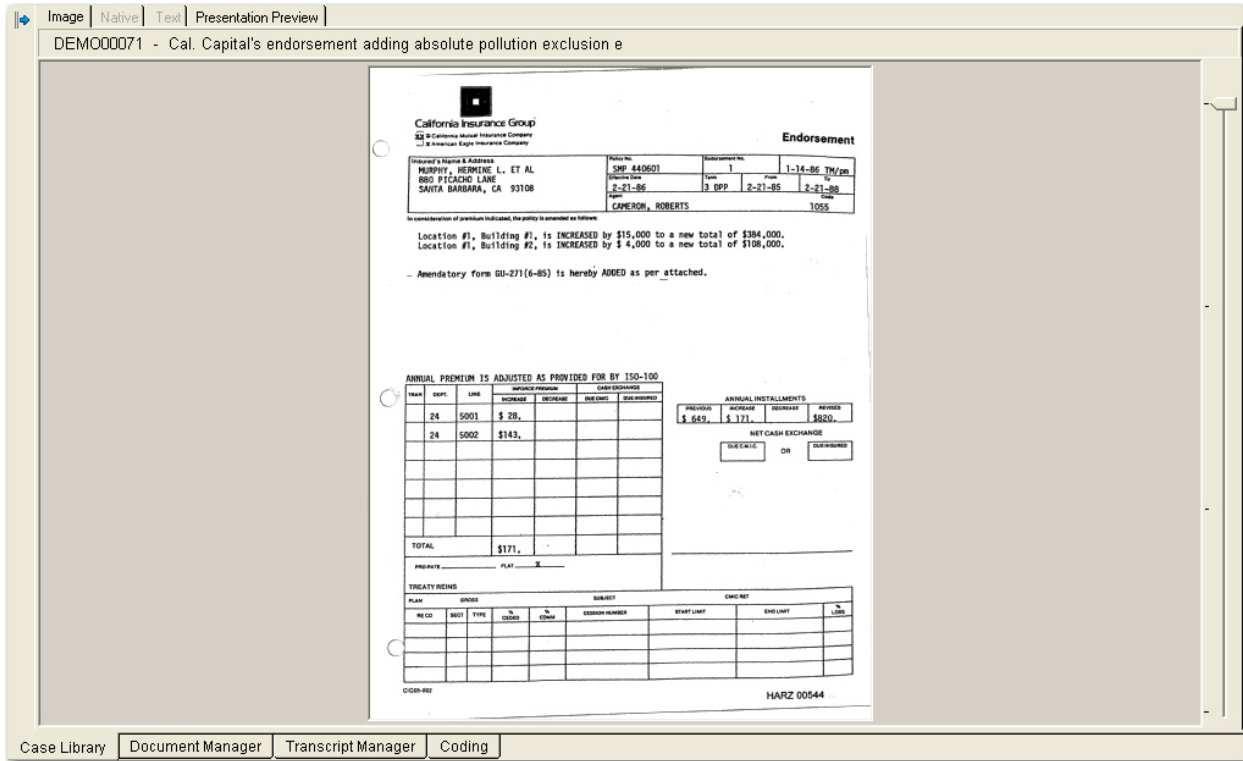 Image Native Text Presentation Preview
DEMO00071 - Cal. Capital's endorsement adding absolute pollution exclusion e
California Insurance Group
XX California Mutual Insurance Company
American Eagle Insurance Company
Endorsement
Insured's Name & Address
MURPHY, HERMINE L. ET AL
880 PICACHO LANE
SANTA BARBARA, CA 93108
Policy No. Endorsement No.
SMP 440601 1 1-14-86 TM/pm
Effective Date Term From To
2-21-86 3 DPP 2-21-85 2-21-88
Agent Code
CAMERON, ROBERTS 1055
In consideration of premium indicated, the policy is amended as follows:
Location #1, Building #1, is INCREASED by $15,000 to a new total of $384,000.
Location #1, Building #2, is INCREASED by $ 4,000 to a new total of $108,000.
– Amendatory form GU-271(6-85) is hereby ADDED as per attached.
ANNUAL PREMIUM IS ADJUSTED AS PROVIDED FOR BY ISO-100
TRAN DEPT. LINE INFORCE PREMIUM CASH EXCHANGE
INCREASE DECREASE DUE CMIC DUE INSURED
24 5001 $ 28.
24 5002 $143.
TOTAL $171.
PRO RATE FLAT X
ANNUAL INSTALLMENTS
PREVIOUS INCREASE DECREASE REVISED
$ 649. $ 171. $820.
NET CASH EXCHANGE
DUE C.M.I.C. OR DUE INSURED
TREATY REINS
PLAN GROSS SUBJECT CMIC RET
RE CO SECT TYPE % CEDED % COMM CESSION NUMBER START LIMIT END LIMIT % LOSS
CIG05-002
HARZ 00544
Case Library Document Manager Transcript Manager Coding